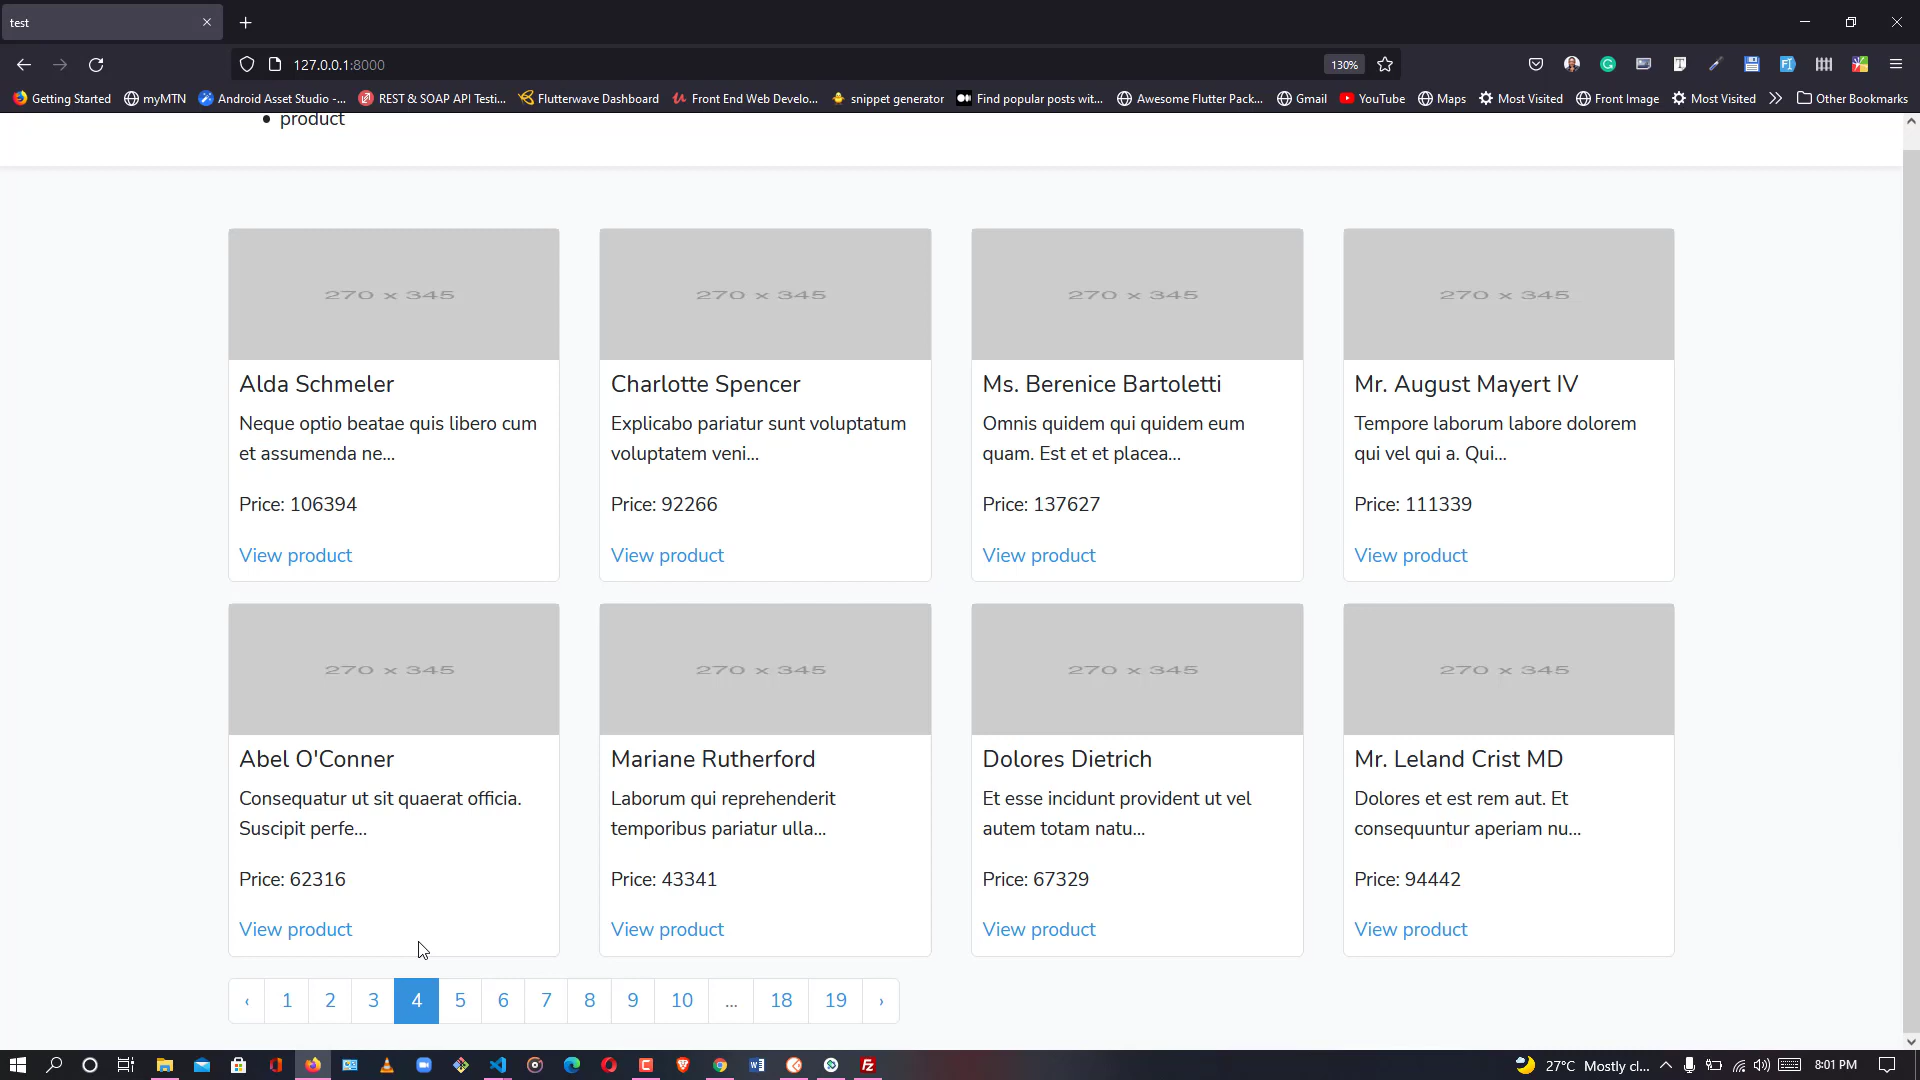 test
127.0.0.1:8000
130%
Getting Started
myMTN
Android Asset Studio -...
REST & SOAP API Testi...
Flutterwave Dashboard
Front End Web Develo...
snippet generator
Find popular posts wit...
Awesome Flutter Pack...
Gmail
YouTube
Maps
Most Visited
Front Image
Most Visited
Other Bookmarks
• product
270 x 345
270 x 345
270 x 345
270 x 345
Alda Schmeler
Neque optio beatae quis libero cum
et assumenda ne...
Price: 106394
View product
Charlotte Spencer
Explicabo pariatur sunt voluptatum
voluptatem veni...
Price: 92266
View product
Ms. Berenice Bartoletti
Omnis quidem qui quidem eum
quam. Est et et placea...
Price: 137627
View product
Mr. August Mayert IV
Tempore laborum labore dolorem
qui vel qui a. Qui...
Price: 111339
View product
270 x 345
270 x 345
270 x 345
270 x 345
Abel O'Conner
Consequatur ut sit quaerat officia.
Suscipit perfe...
Price: 62316
View product
Mariane Rutherford
Laborum qui reprehenderit
temporibus pariatur ulla...
Price: 43341
View product
Dolores Dietrich
Et esse incidunt provident ut vel
autem totam natu...
Price: 67329
View product
Mr. Leland Crist MD
Dolores et est rem aut. Et
consequuntur aperiam nu...
Price: 94442
View product
‹ 1 2 3 4 5 6 7 8 9 10 ... 18 19 ›
27°C Mostly cl...
8:01 PM